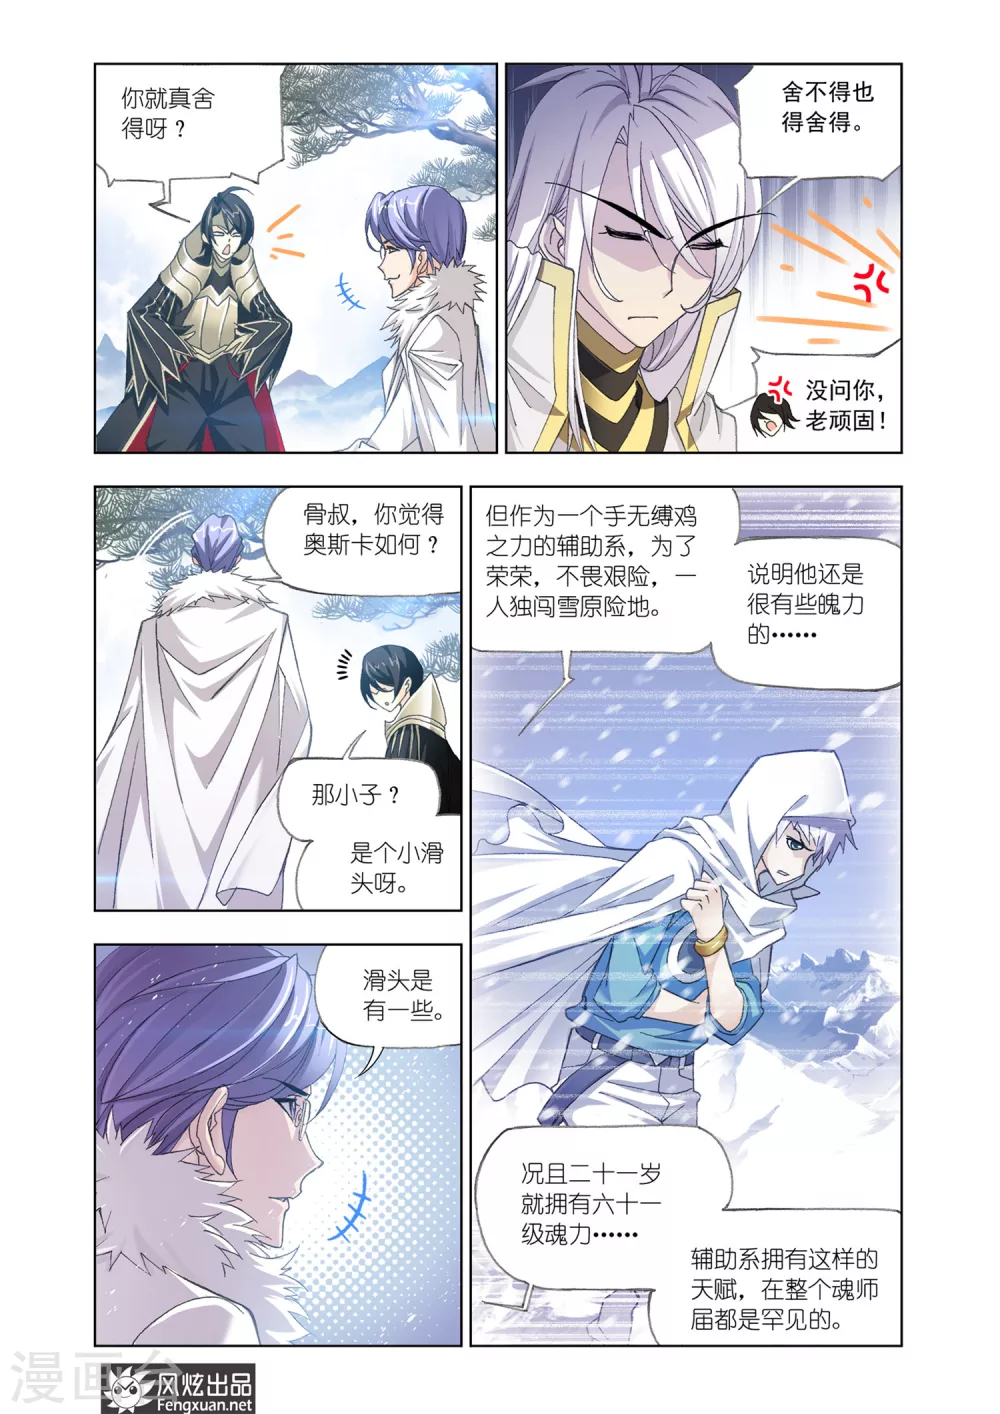 你就真舍
得呀？
舍不得也
得舍得。
没问你，
老顽固！
骨叔，你觉得
奥斯卡如何？
那小子？
是个小滑
头呀。
滑头是
有一些。
但作为一个手无缚鸡
之力的辅助系，为了
荣荣，不畏艰险，一
人独闯雪原险地。
说明他还是
很有些魄力
的……
况且二十一岁
就拥有六十一
级魂力……
辅助系拥有这样的
天赋，在整个魂师
届都是罕见的。
漫画台
风炫出品
Fengxuan.net